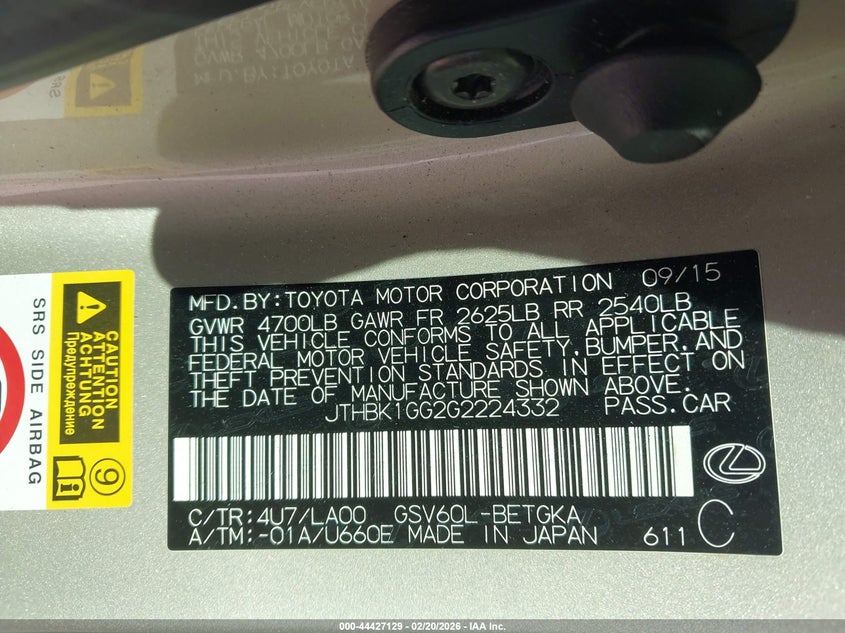 MFD.BY:TOYOTA MOTOR CORPORATION 09/15
GVWR 4700LB GAWR FR 2625LB RR 2540LB
THIS VEHICLE CONFORMS TO ALL APPLICABLE
FEDERAL MOTOR VEHICLE SAFETY,BUMPER,AND
THEFT PREVENTION STANDARDS IN EFFECT ON
THE DATE OF MANUFACTURE SHOWN ABOVE.
JTHBK1GG2G2224332 PASS.CAR
C/TR:4U7/LA00 GSV60L-BETGKA
A/TM:-01A/U660E MADE IN JAPAN 611 C
CAUTION
ATTENTION
ACHTUNG
Предупреждение
SRS SIDE AIRBAG
9
000-44427129 - 02/20/2026 - IAA Inc.